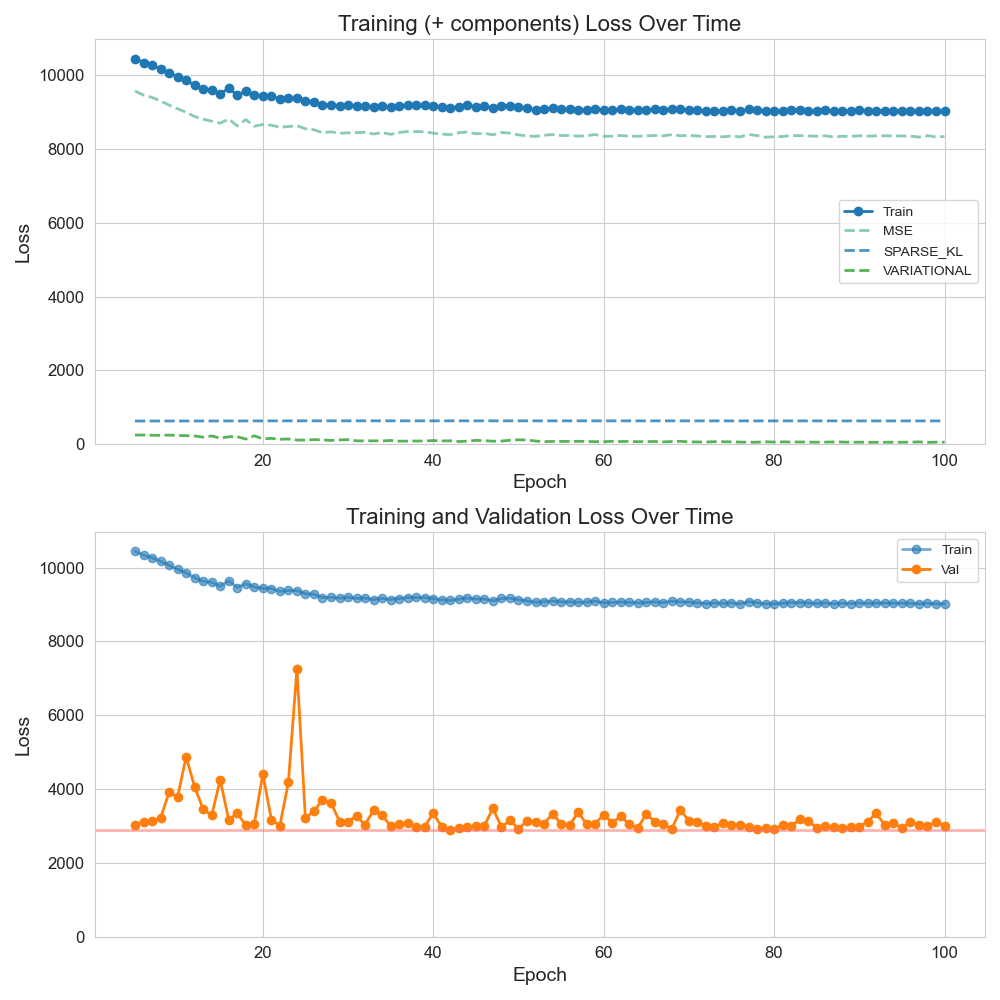 Training (+ components) Loss Over Time
Loss
10000
8000
6000
4000
2000
0
Train
MSE
SPARSE_KL
VARIATIONAL
20
40
60
80
100
Epoch
Training and Validation Loss Over Time
Loss
10000
8000
6000
4000
2000
0
Train
Val
20
40
60
80
100
Epoch